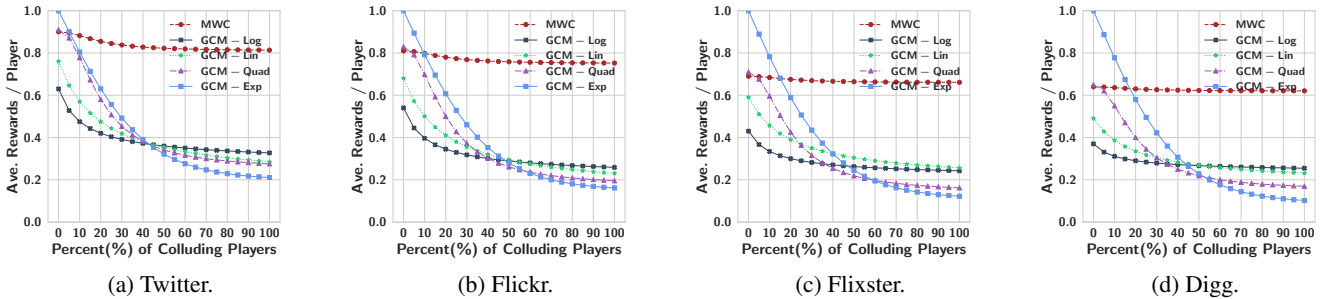 Ave. Rewards / Player
1.0
0.8
0.6
0.4
0.2
0.0
MWC
GCM – Log
GCM – Lin
GCM – Quad
GCM – Exp
0 10 20 30 40 50 60 70 80 90 100
Percent(%) of Colluding Players
(a) Twitter.
Ave. Rewards / Player
1.0
0.8
0.6
0.4
0.2
0.0
MWC
GCM – Log
GCM – Lin
GCM – Quad
GCM – Exp
0 10 20 30 40 50 60 70 80 90 100
Percent(%) of Colluding Players
(b) Flickr.
Ave. Rewards / Player
1.0
0.8
0.6
0.4
0.2
0.0
MWC
GCM – Log
GCM – Lin
GCM – Quad
GCM – Exp
0 10 20 30 40 50 60 70 80 90 100
Percent(%) of Colluding Players
(c) Flixster.
Ave. Rewards / Player
1.0
0.8
0.6
0.4
0.2
0.0
MWC
GCM – Log
GCM – Lin
GCM – Quad
GCM – Exp
0 10 20 30 40 50 60 70 80 90 100
Percent(%) of Colluding Players
(d) Digg.